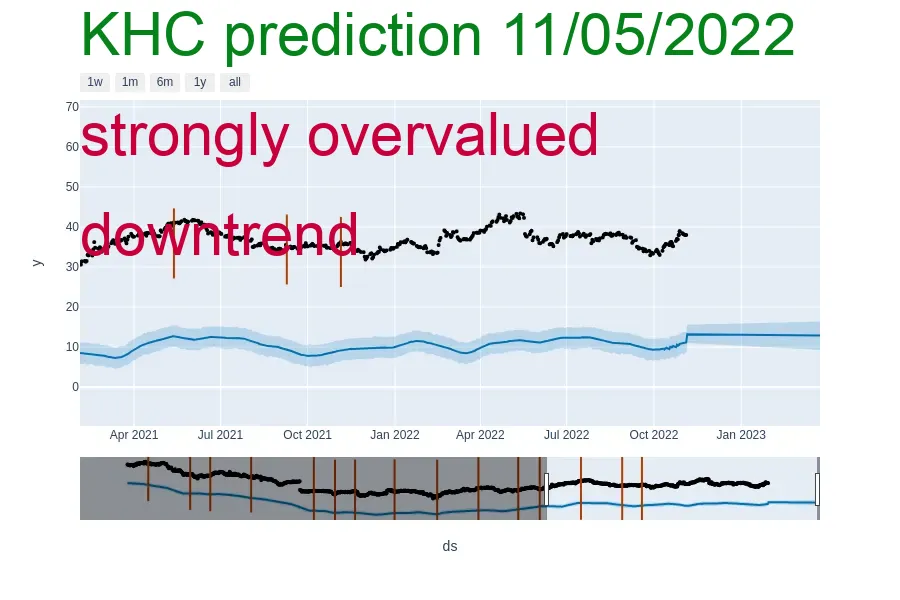 KHC prediction 11/05/2022
1w 1m 6m 1y all
70
strongly overvalued
60
50
40
downtrend
30
20
10
0
y
Apr 2021 Jul 2021 Oct 2021 Jan 2022 Apr 2022 Jul 2022 Oct 2022 Jan 2023
ds